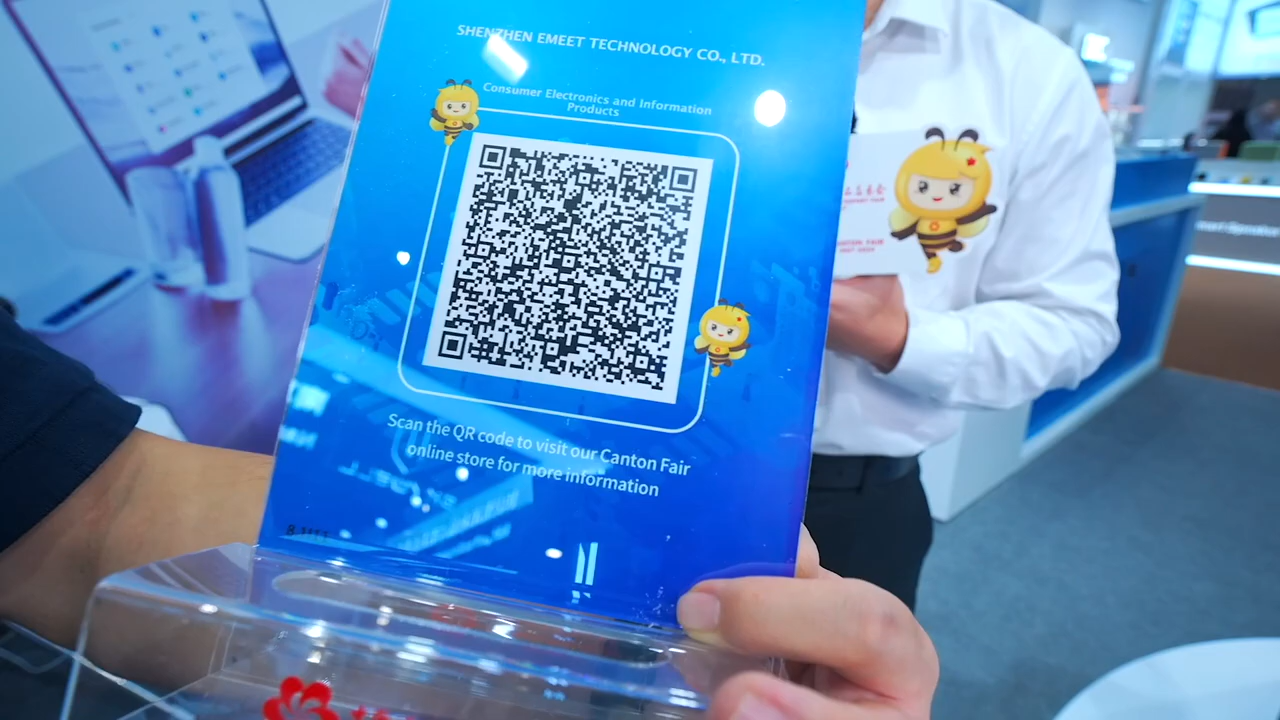 SHENZHEN EMEET TECHNOLOGY CO., LTD.
Consumer Electronics and Information
Products
Scan the QR code to visit our Canton Fair
online store for more information